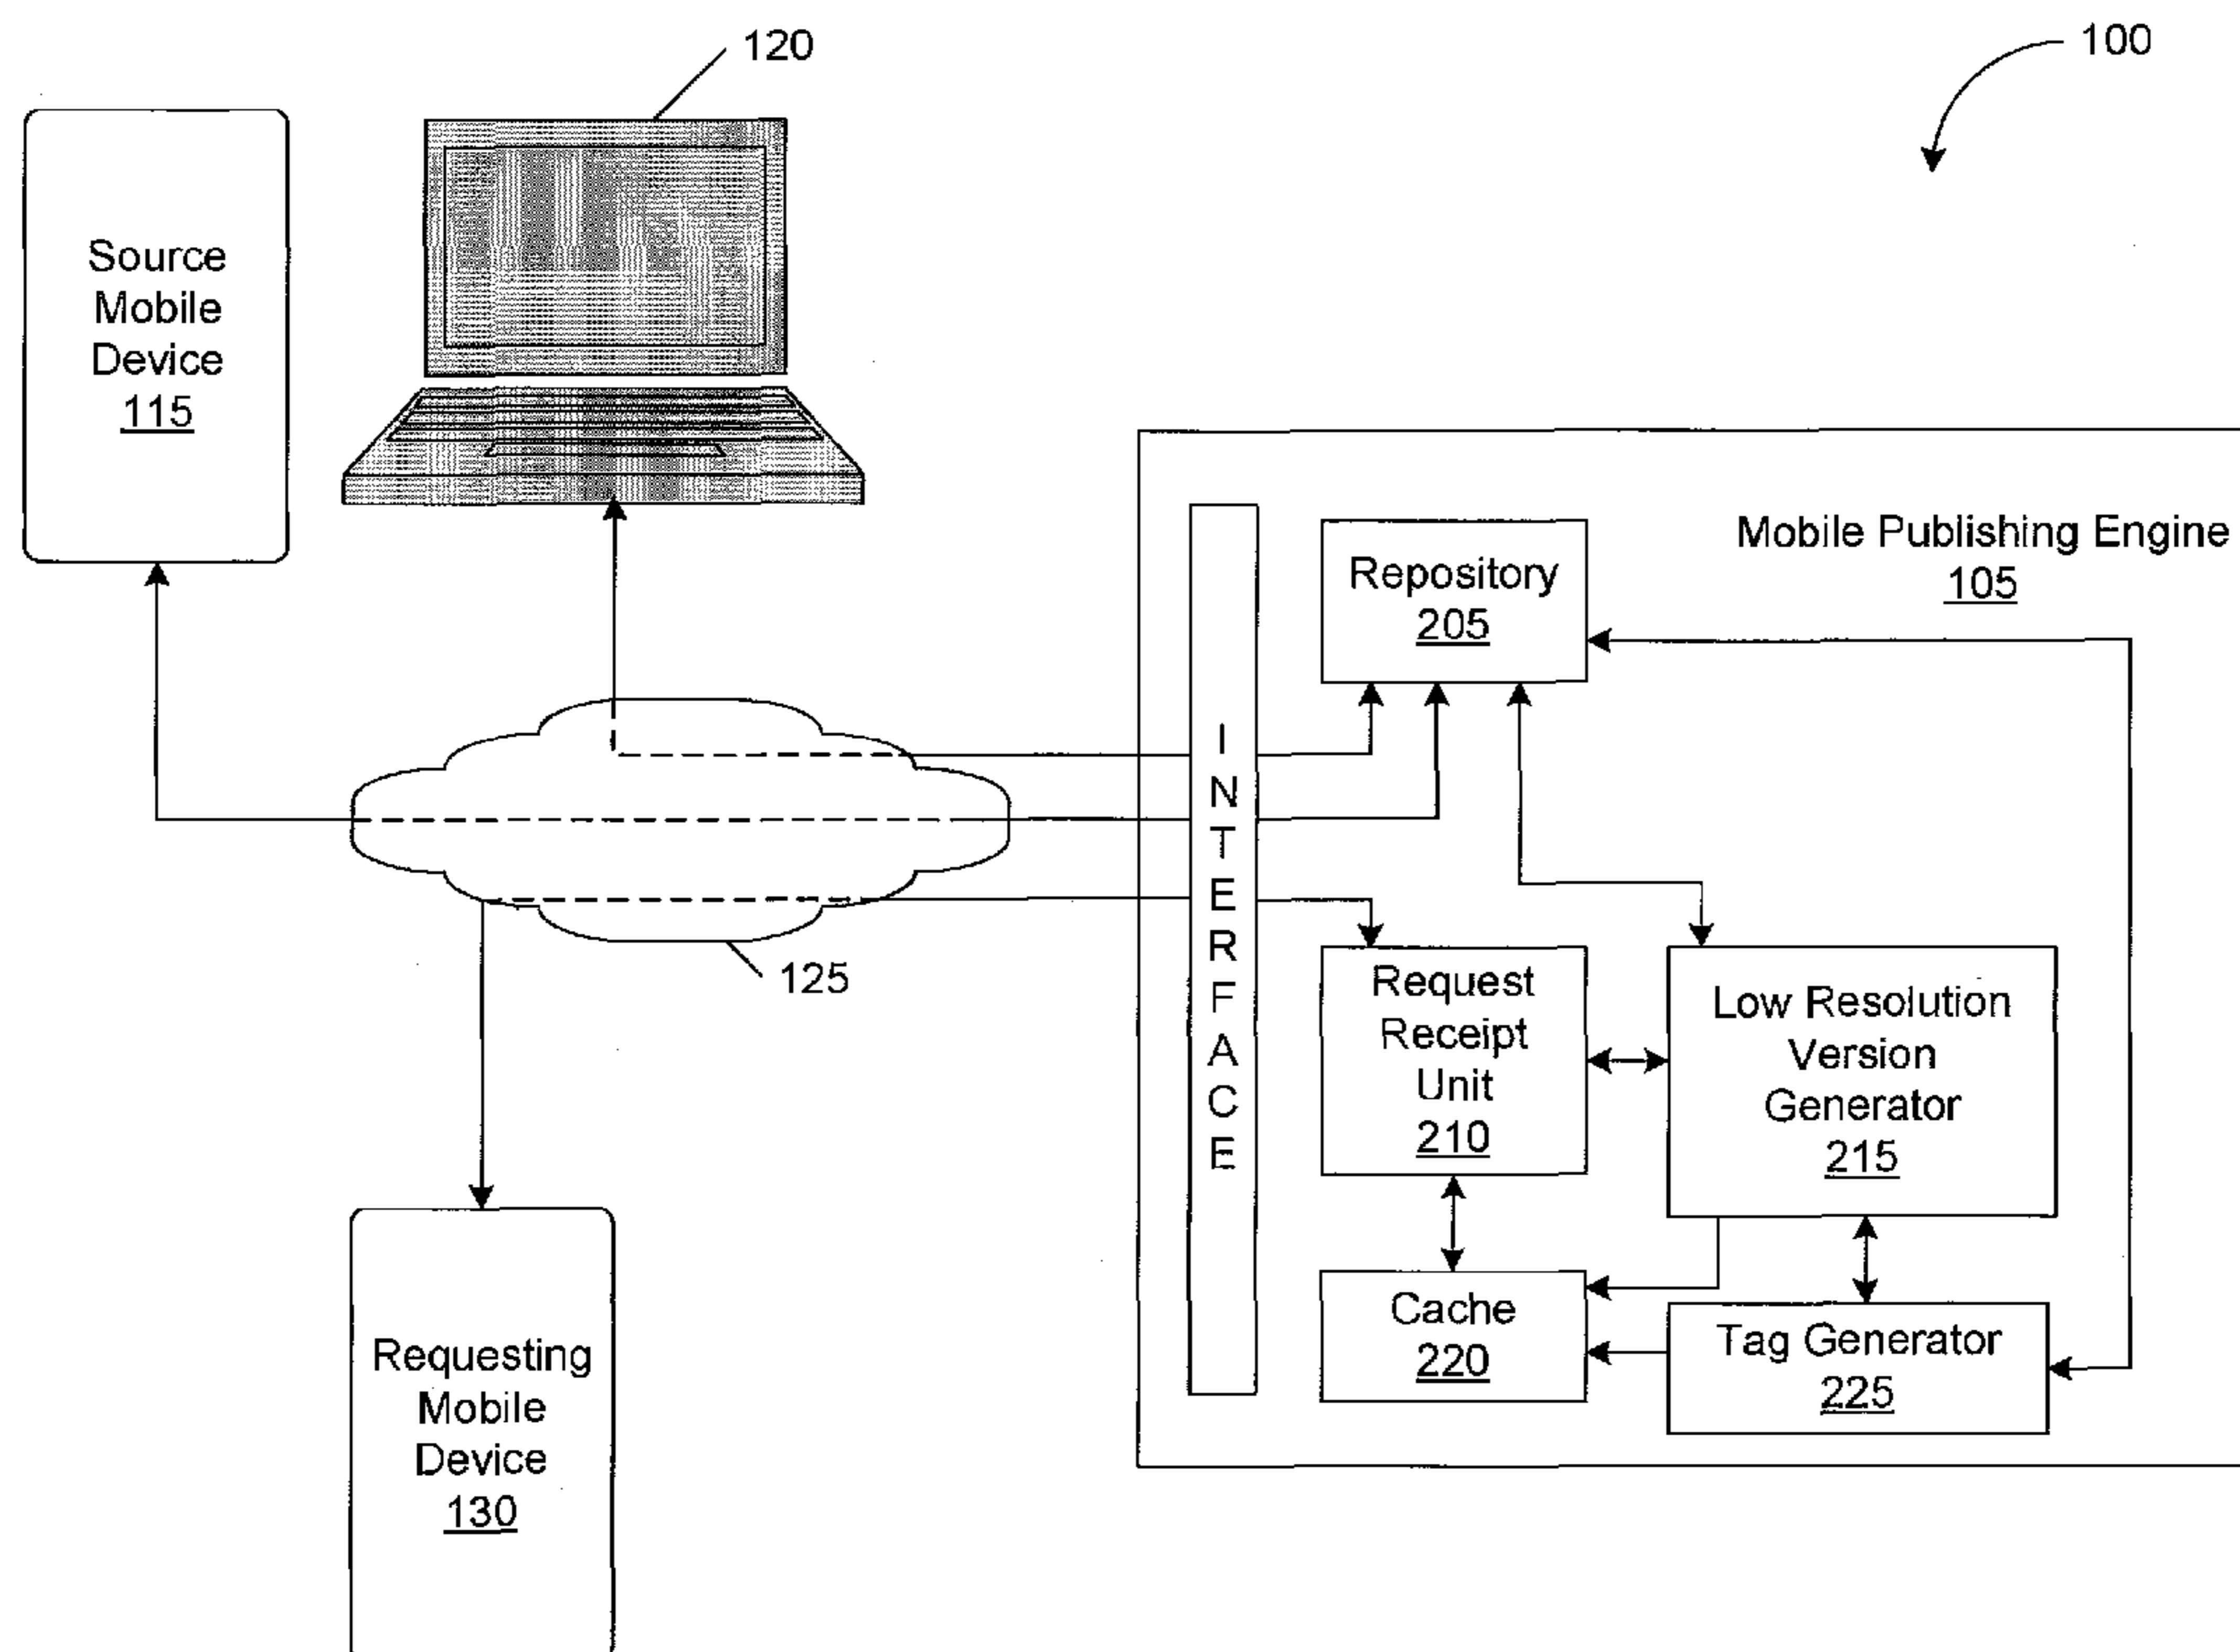 120
100
Source
Mobile
Device
115
Mobile Publishing Engine
105
Repository
205
INTERFACE
125
Request
Receipt
Unit
210
Low Resolution
Version
Generator
215
Cache
220
Tag Generator
225
Requesting
Mobile
Device
130